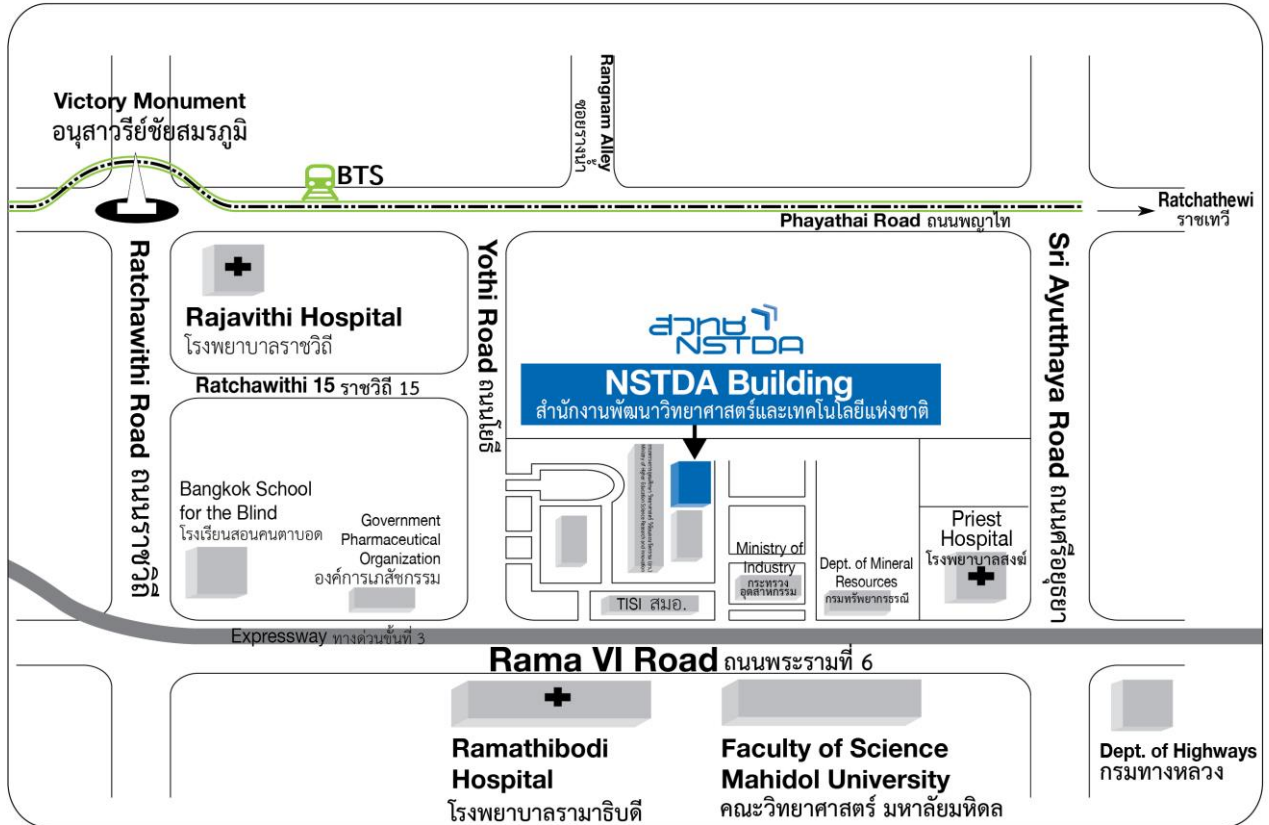 Victory Monument
อนุสาวรีย์ชัยสมรภูมิ
BTS
Rangnam Alley
ซอยรางน้ำ
Phayathai Road ถนนพญาไท
Ratchathewi
ราชเทวี
Ratchawithi Road ถนนราชวิถี
Rajavithi Hospital
โรงพยาบาลราชวิถี
Ratchawithi 15 ราชวิถี 15
Yothi Road ถนนโยธี
สวทช
NSTDA
NSTDA Building
สำนักงานพัฒนาวิทยาศาสตร์และเทคโนโลยีแห่งชาติ
Sri Ayutthaya Road ถนนศรีอยุธยา
Bangkok School
for the Blind
โรงเรียนสอนคนตาบอด
Government
Pharmaceutical
Organization
องค์การเภสัชกรรม
Ministry of
Industry
กระทรวง
อุตสาหกรรม
Dept. of Mineral
Resources
กรมทรัพยากรธรณี
Priest
Hospital
โรงพยาบาลสงฆ์
TISI สมอ.
Expressway ทางด่วนขั้นที่ 3
Rama VI Road ถนนพระรามที่ 6
Ramathibodi
Hospital
โรงพยาบาลรามาธิบดี
Faculty of Science
Mahidol University
คณะวิทยาศาสตร์ มหาลัยมหิดล
Dept. of Highways
กรมทางหลวง